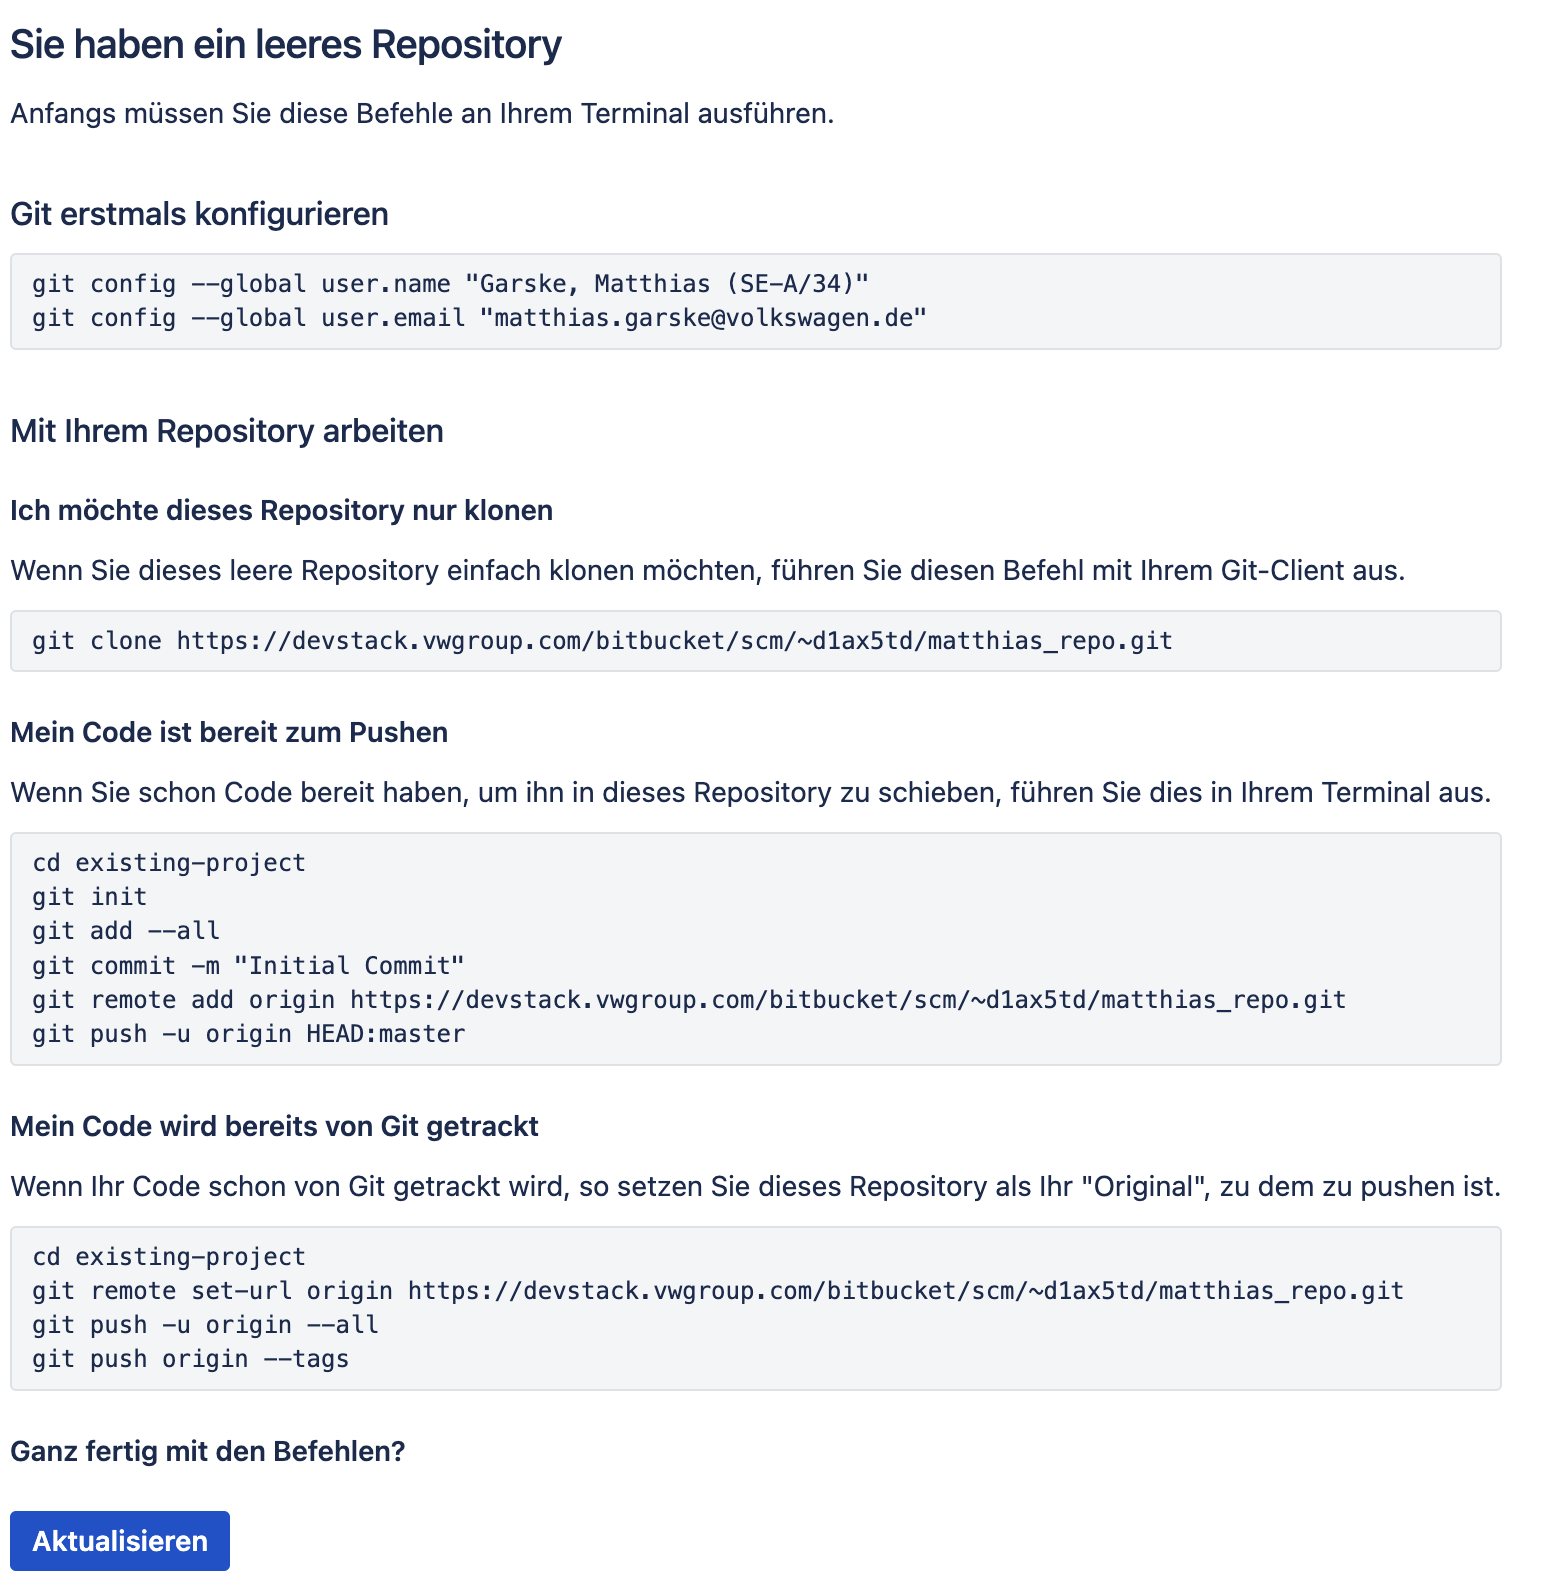 Sie haben ein leeres Repository
Anfangs müssen Sie diese Befehle an Ihrem Terminal ausführen.
Git erstmals konfigurieren
git config --global user.name "Garske, Matthias (SE-A/34)"
git config --global user.email "matthias.garske@volkswagen.de"
Mit Ihrem Repository arbeiten
Ich möchte dieses Repository nur klonen
Wenn Sie dieses leere Repository einfach klonen möchten, führen Sie diesen Befehl mit Ihrem Git-Client aus.
git clone https://devstack.vwgroup.com/bitbucket/scm/~d1ax5td/matthias_repo.git
Mein Code ist bereit zum Pushen
Wenn Sie schon Code bereit haben, um ihn in dieses Repository zu schieben, führen Sie dies in Ihrem Terminal aus.
cd existing-project
git init
git add --all
git commit -m "Initial Commit"
git remote add origin https://devstack.vwgroup.com/bitbucket/scm/~d1ax5td/matthias_repo.git
git push -u origin HEAD:master
Mein Code wird bereits von Git getrackt
Wenn Ihr Code schon von Git getrackt wird, so setzen Sie dieses Repository als Ihr "Original", zu dem zu pushen ist.
cd existing-project
git remote set-url origin https://devstack.vwgroup.com/bitbucket/scm/~d1ax5td/matthias_repo.git
git push -u origin --all
git push origin --tags
Ganz fertig mit den Befehlen?
Aktualisieren